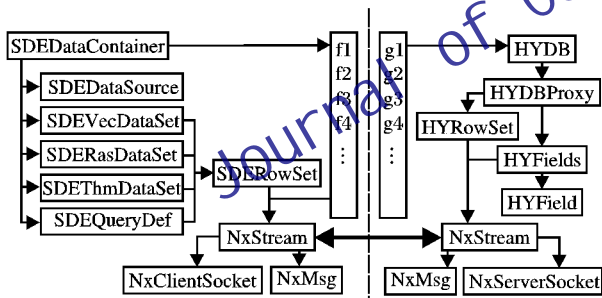 SDEDataContainer
f1
g1
HYDB
f2
g2
SDEDataSource
f3
g3
HYDBProxy
SDEVecDataSet
f4
g4
HYRowSet
SDERasDataSet
⋮
⋮
HYFields
SDEThmDataSet
SDERowSet
HYField
SDEQueryDef
NxStream
NxStream
NxClientSocket
NxMsg
NxMsg
NxServerSocket
Journal of